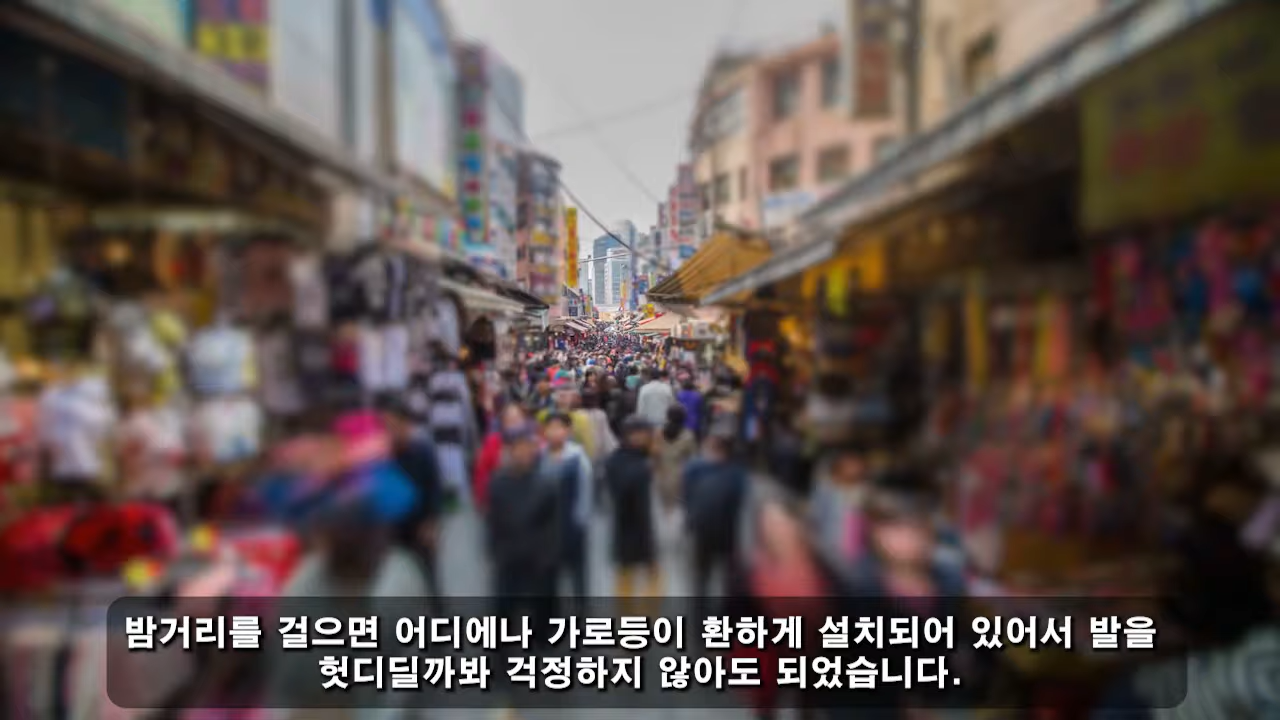 밤거리를 걸으면 어디에나 가로등이 환하게 설치되어 있어서 발을
헛디딜까봐 걱정하지 않아도 되었습니다.